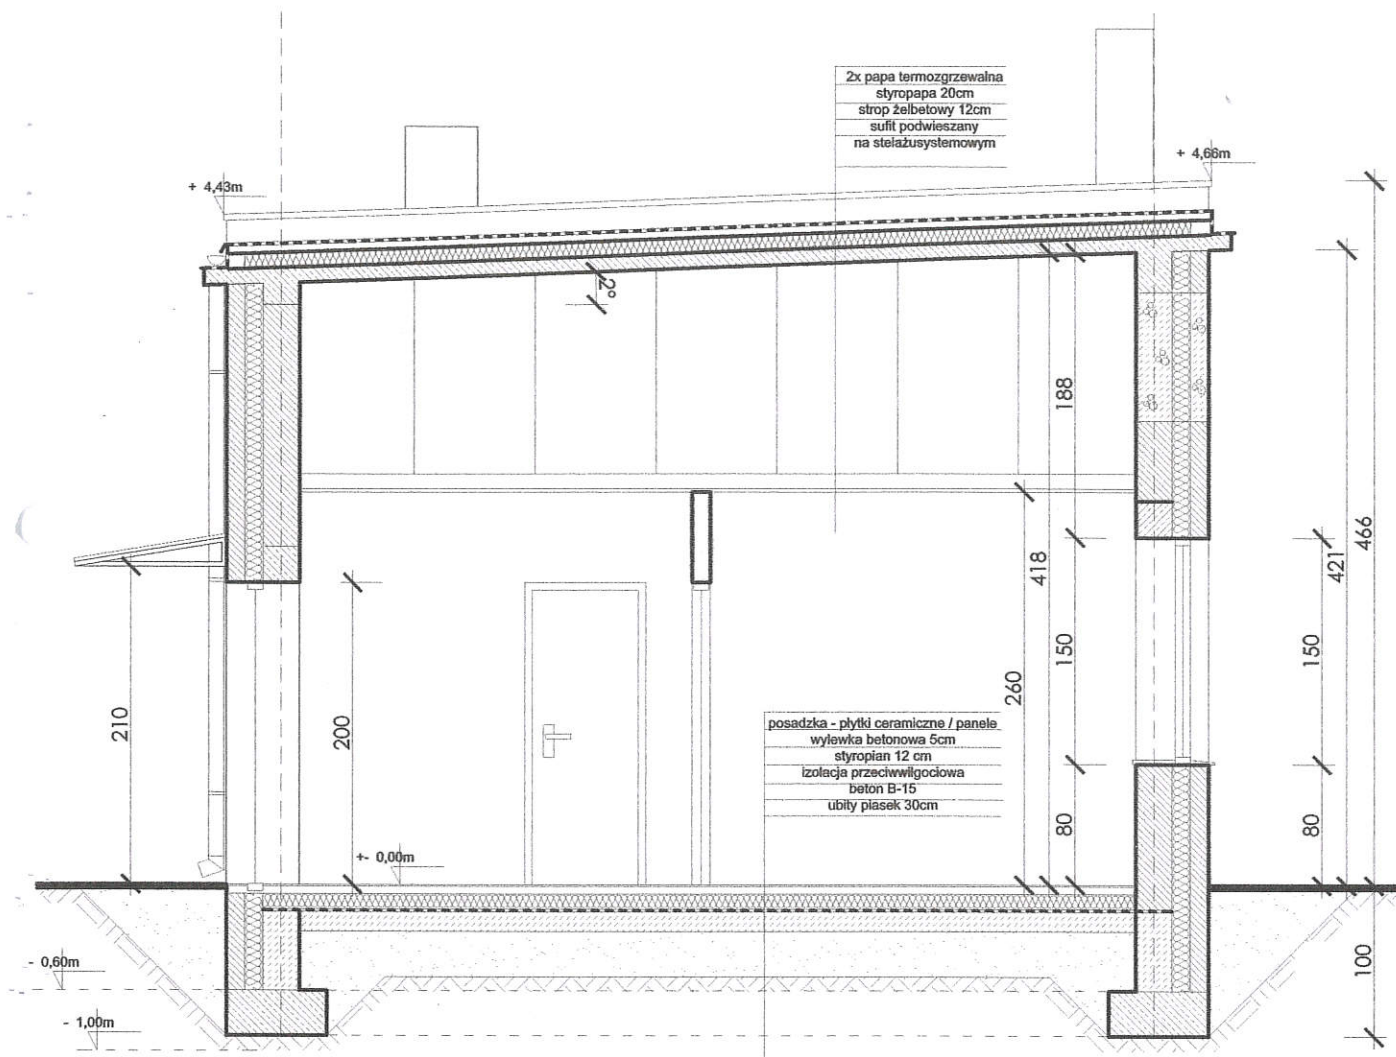 2x papa termozgrzewalna
styropapa 20cm
strop żelbetowy 12cm
sufit podwieszany
na stelażusystemowym
+ 4,66m
+ 4,43m
2°
188
466
421
418
150
150
260
210
200
posadzka - płytki ceramiczne / panele
wylewka betonowa 5cm
styropian 12 cm
izolacja przeciwwilgociowa
beton B-15
ubity piasek 30cm
80
80
+- 0,00m
- 0,60m
100
- 1,00m